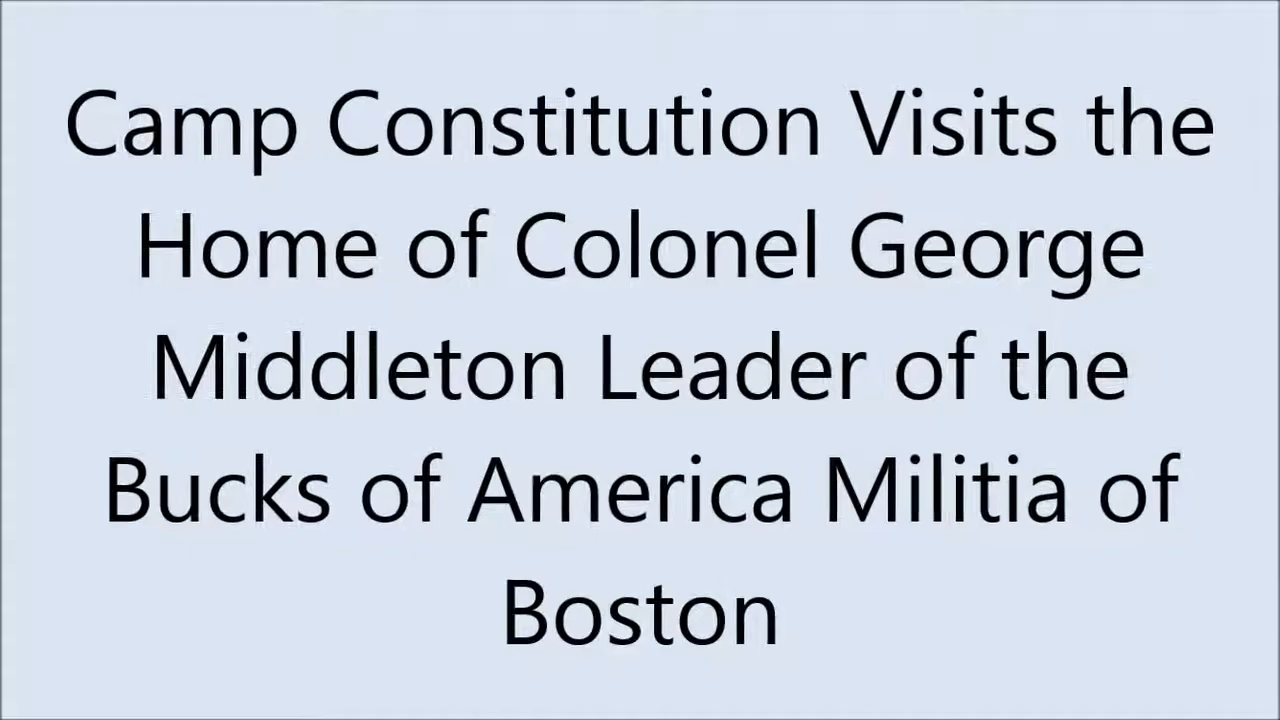 Camp Constitution Visits the
Home of Colonel George
Middleton Leader of the
Bucks of America Militia of
Boston